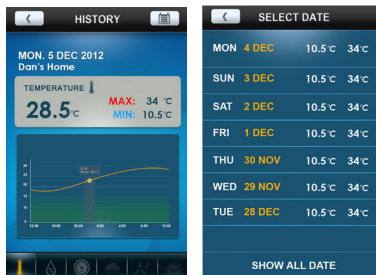 HISTORY
MON. 5 DEC 2012
Dan's Home
TEMPERATURE
28.5°C
MAX: 34 °C
MIN: 10.5°C
SELECT DATE
MON 4 DEC 10.5°C 34°C
SUN 3 DEC 10.5°C 34°C
SAT 2 DEC 10.5°C 34°C
FRI 1 DEC 10.5°C 34°C
THU 30 NOV 10.5°C 34°C
WED 29 NOV 10.5°C 34°C
TUE 28 DEC 10.5°C 34°C
SHOW ALL DATE